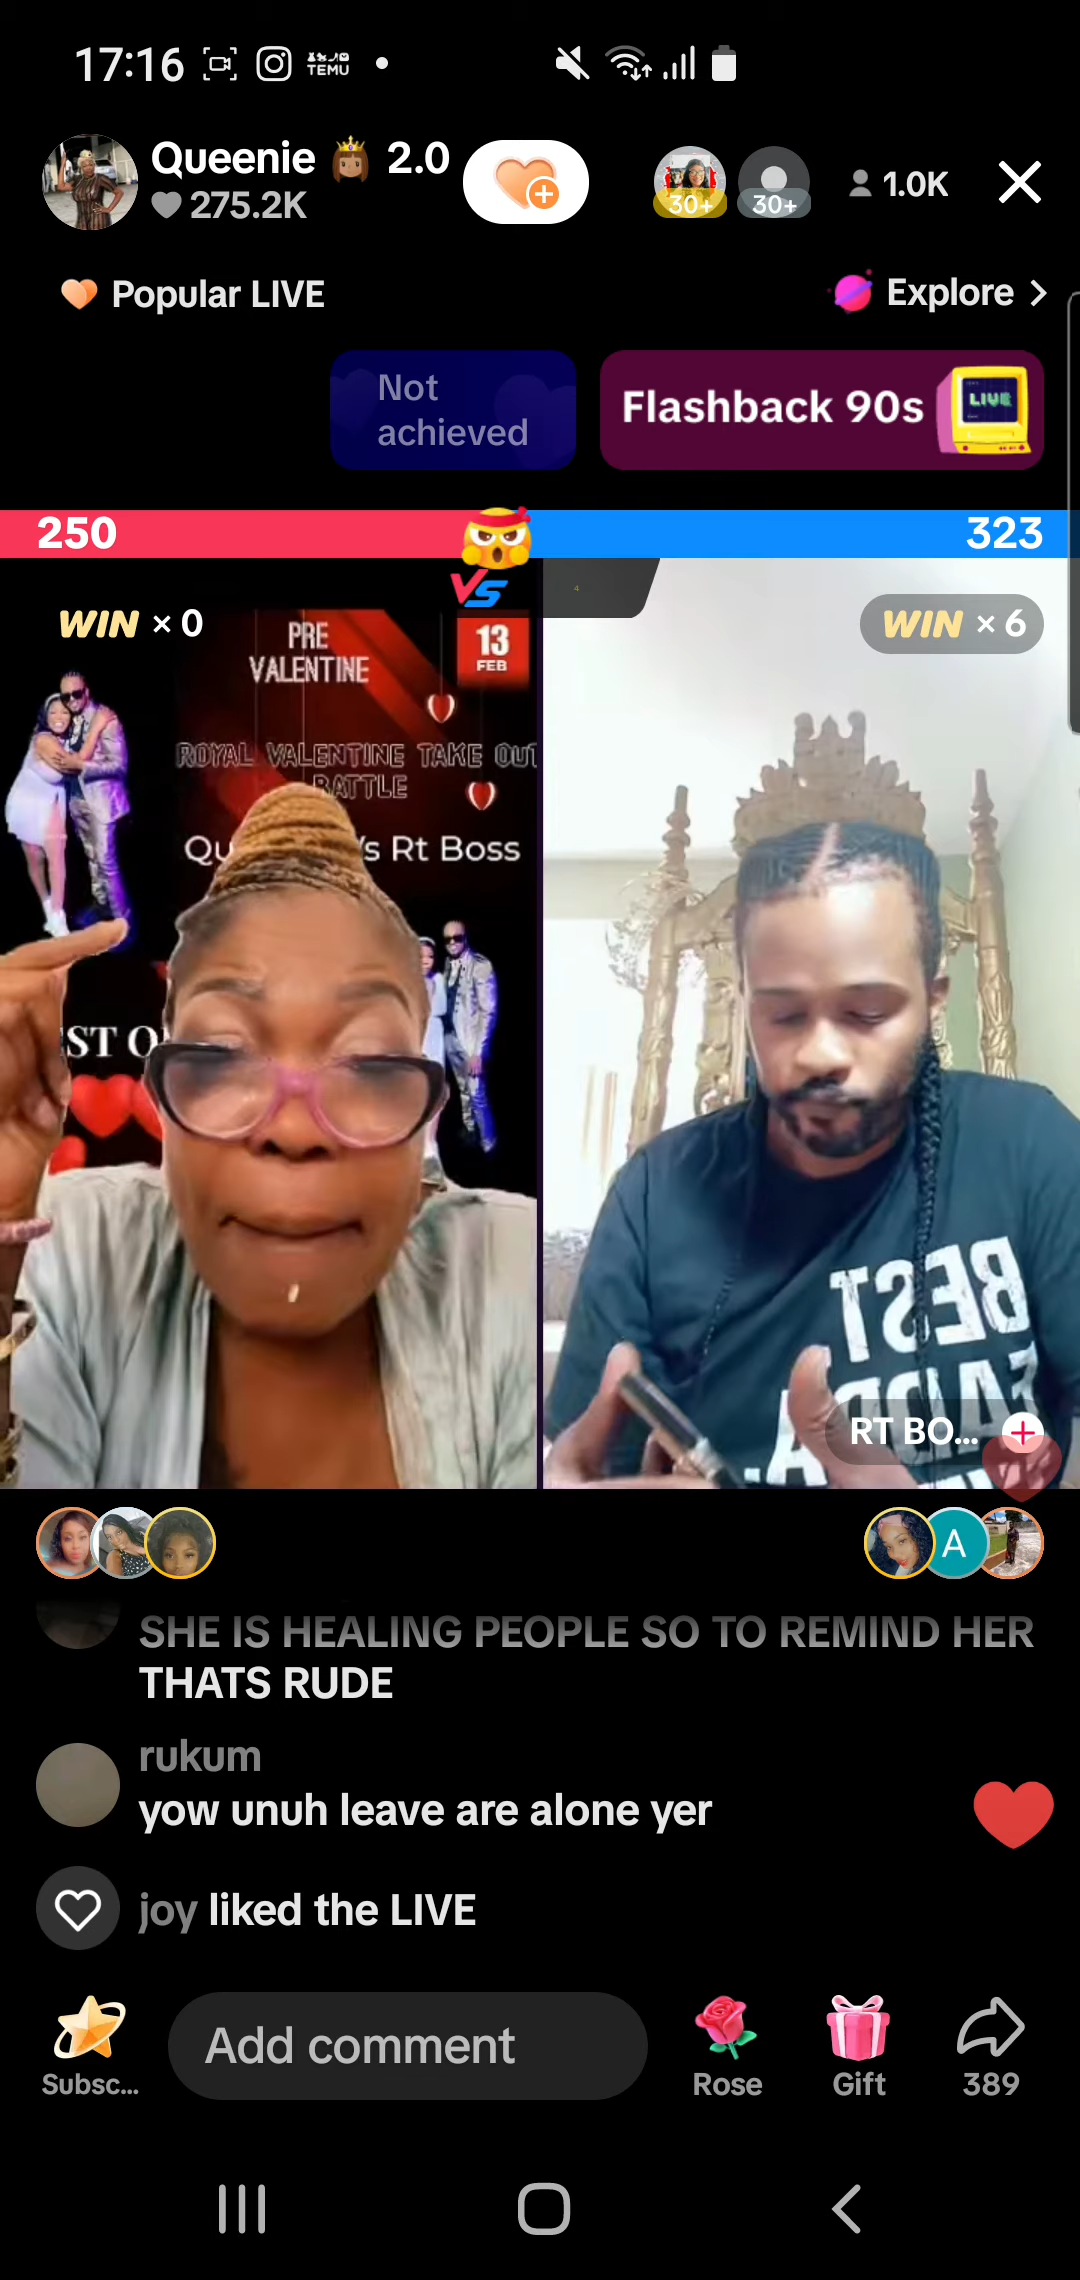 17:16
TEMU
Queenie 2.0
275.2K
30+
30+
1.0K
Popular LIVE
Explore
Not
achieved
Flashback 90s
LIVE
250
323
VS
WIN × 0
WIN × 6
PRE
VALENTINE
13
FEB
ROYAL VALENTINE TAKE OUT
BATTLE
Rt Boss
BEST
RT BO...
A
SHE IS HEALING PEOPLE SO TO REMIND HER
THATS RUDE
rukum
yow unuh leave are alone yer
joy liked the LIVE
Add comment
Subsc...
Rose
Gift
389